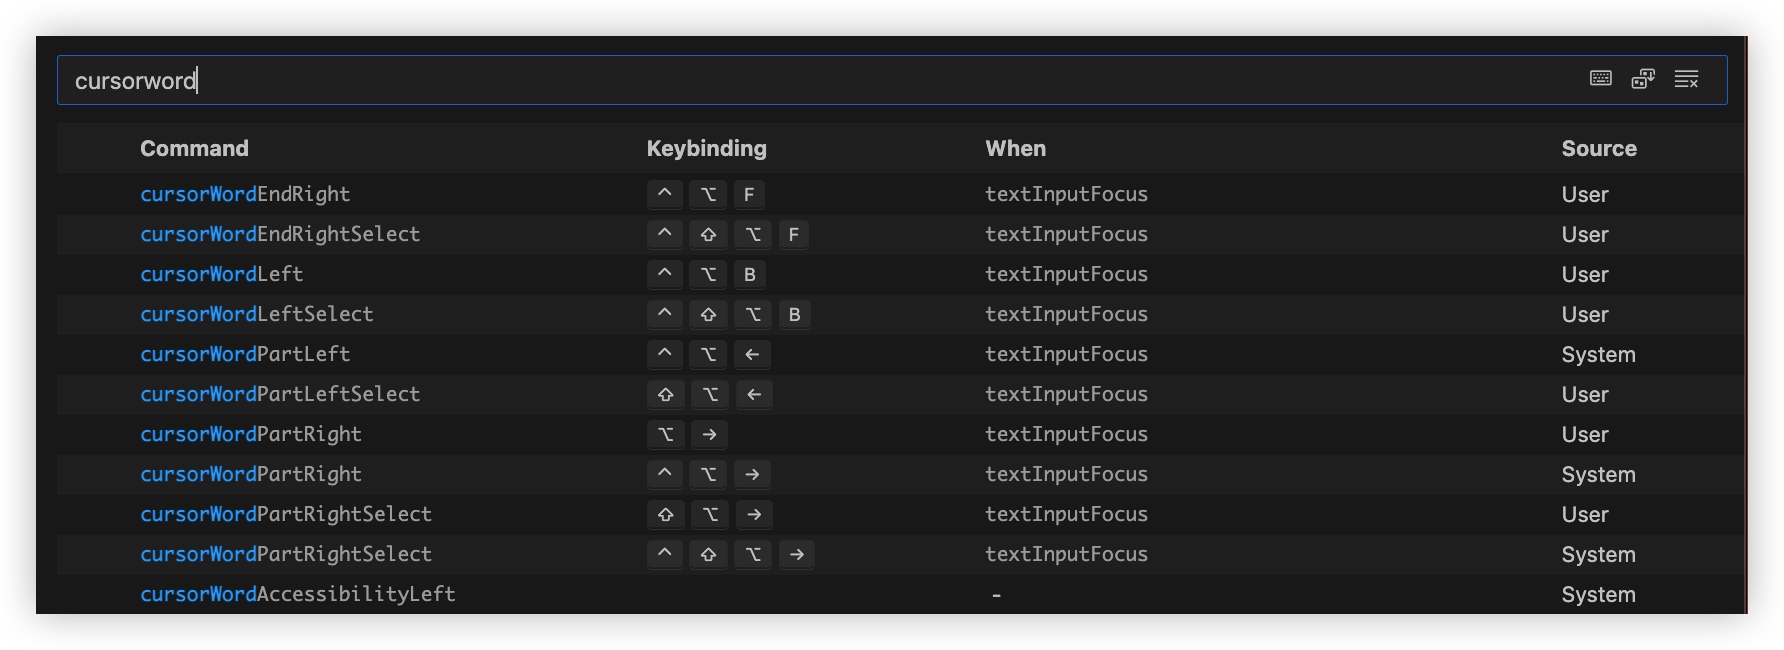 cursorword
Command Keybinding When Source
cursorWordEndRight ^ ⌥ F textInputFocus User
cursorWordEndRightSelect ^ ⇧ ⌥ F textInputFocus User
cursorWordLeft ^ ⌥ B textInputFocus User
cursorWordLeftSelect ^ ⇧ ⌥ B textInputFocus User
cursorWordPartLeft ^ ⌥ ← textInputFocus System
cursorWordPartLeftSelect ⇧ ⌥ ← textInputFocus User
cursorWordPartRight ⌥ → textInputFocus User
cursorWordPartRight ^ ⌥ → textInputFocus System
cursorWordPartRightSelect ⇧ ⌥ → textInputFocus User
cursorWordPartRightSelect ^ ⇧ ⌥ → textInputFocus System
cursorWordAccessibilityLeft - System